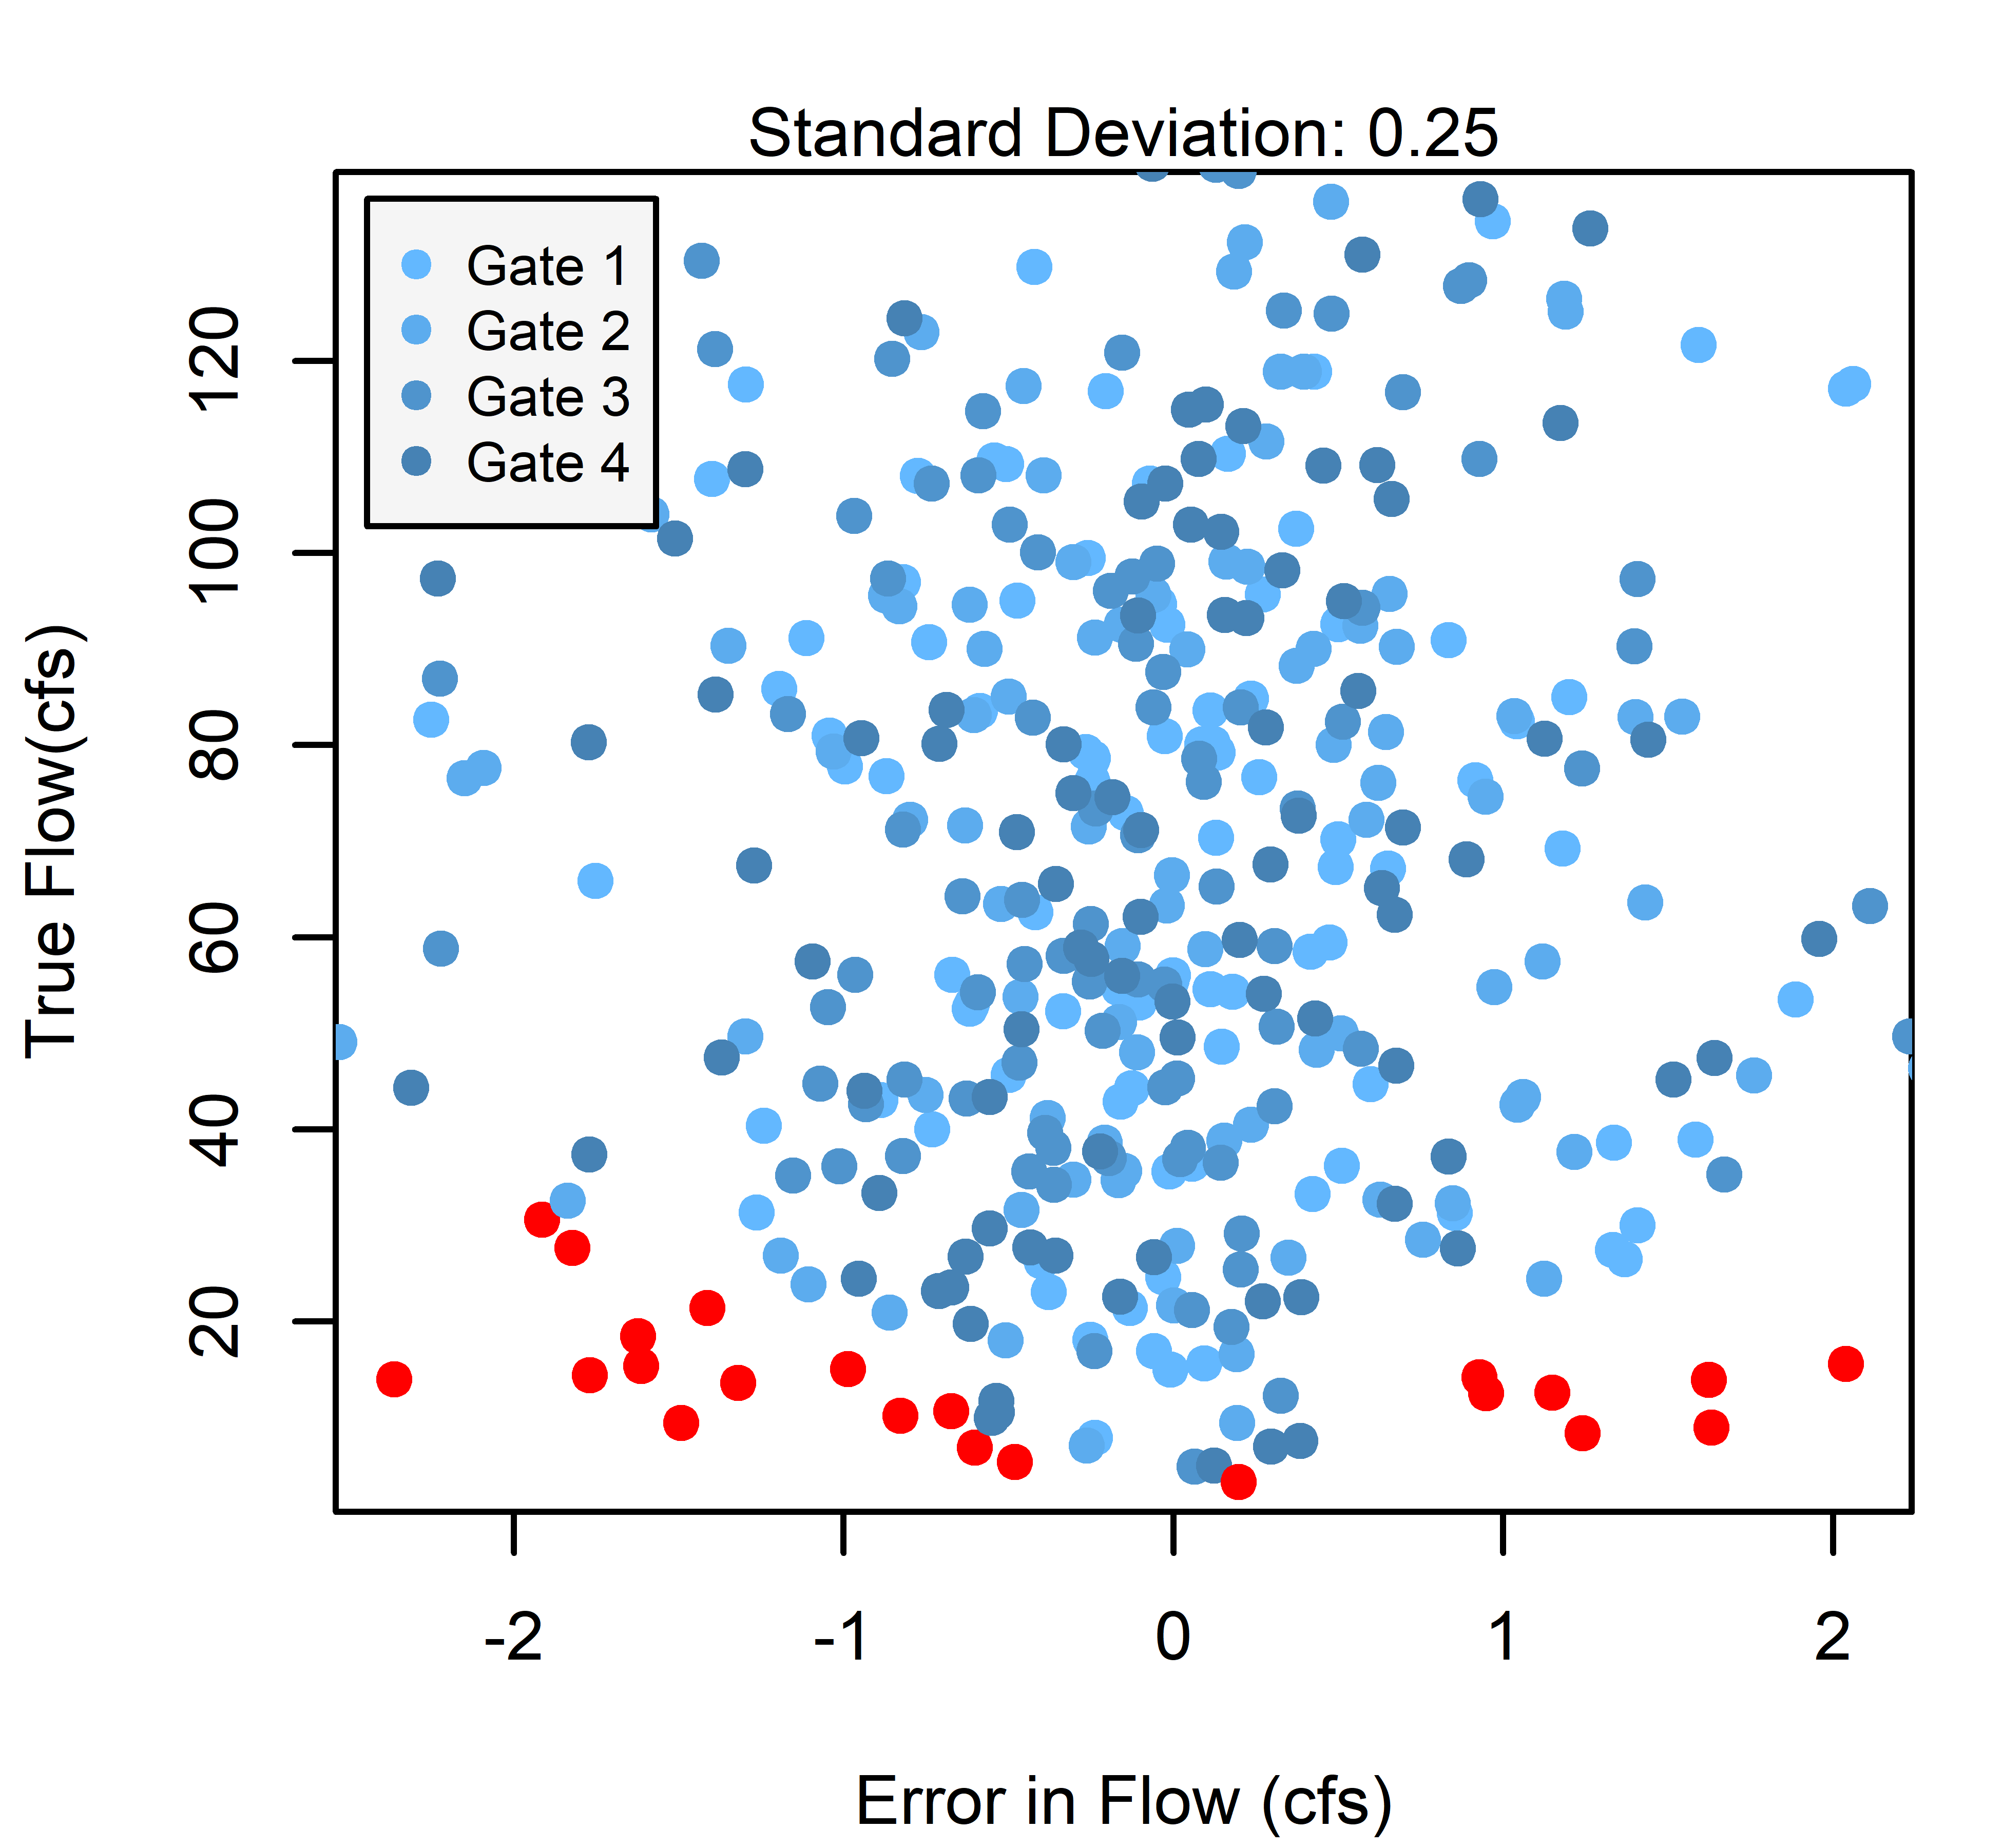 Standard Deviation: 0.25
Gate 1
Gate 2
Gate 3
Gate 4
True Flow(cfs)
120
100
80
60
40
20
-2 -1 0 1 2
Error in Flow (cfs)